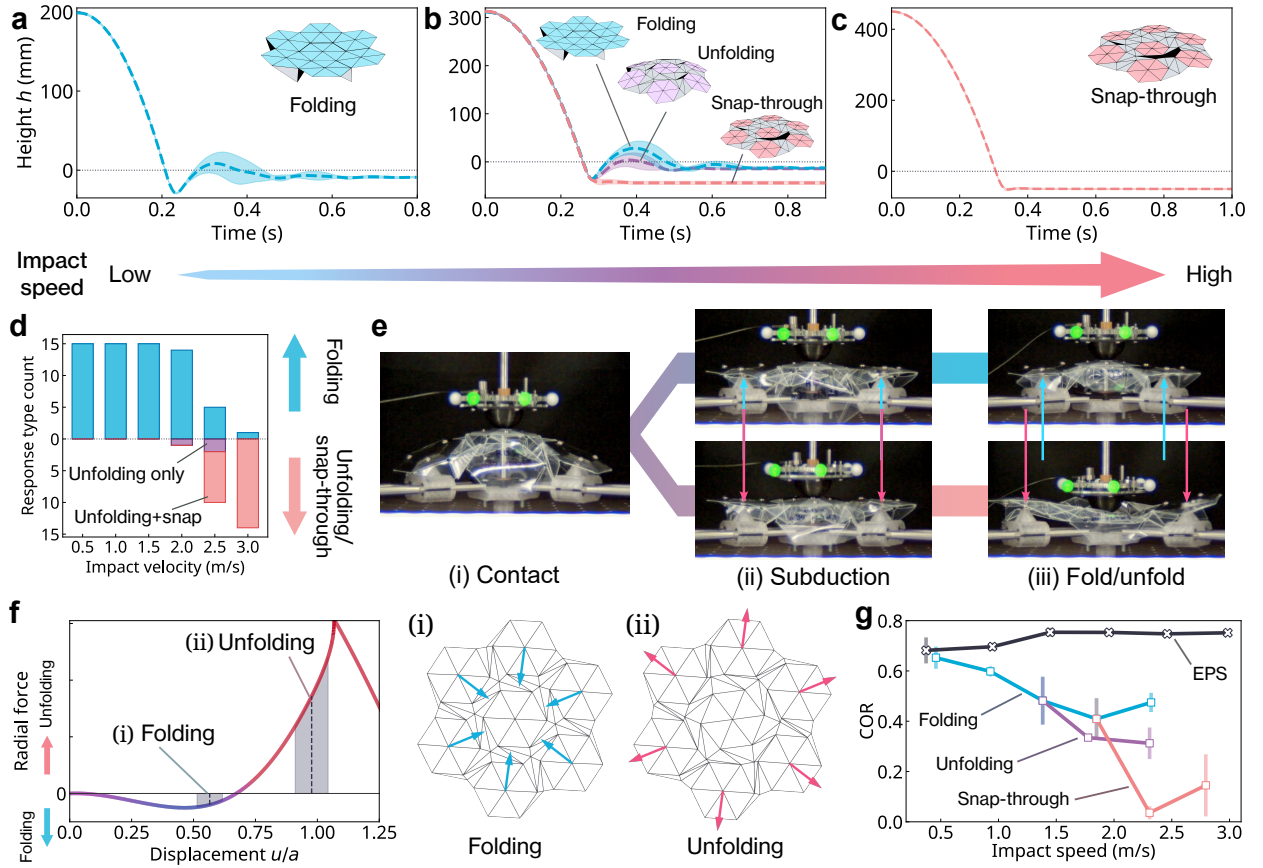 a
200
100
0
Height h (mm)
0.0 0.2 0.4 0.6 0.8
Time (s)
Folding
b
300
200
100
0
0.0 0.2 0.4 0.6 0.8
Time (s)
Folding
Unfolding
Snap-through
c
400
200
0
0.0 0.2 0.4 0.6 0.8 1.0
Time (s)
Snap-through
Impact
speed
Low
High
d
15
10
5
0
5
10
15
Response type count
Unfolding only
Unfolding+snap
0.5 1.0 1.5 2.0 2.5 3.0
Impact velocity (m/s)
Folding
Unfolding/
snap-through
e
(i) Contact
(ii) Subduction
(iii) Fold/unfold
f
Radial force
Unfolding
Folding
0
(ii) Unfolding
(i) Folding
0.0 0.25 0.50 0.75 1.00 1.25
Displacement u/a
(i)
Folding
(ii)
Unfolding
g
0.8
0.6
0.4
0.2
0.0
COR
EPS
Folding
Unfolding
Snap-through
0.5 1.0 1.5 2.0 2.5 3.0
Impact speed (m/s)